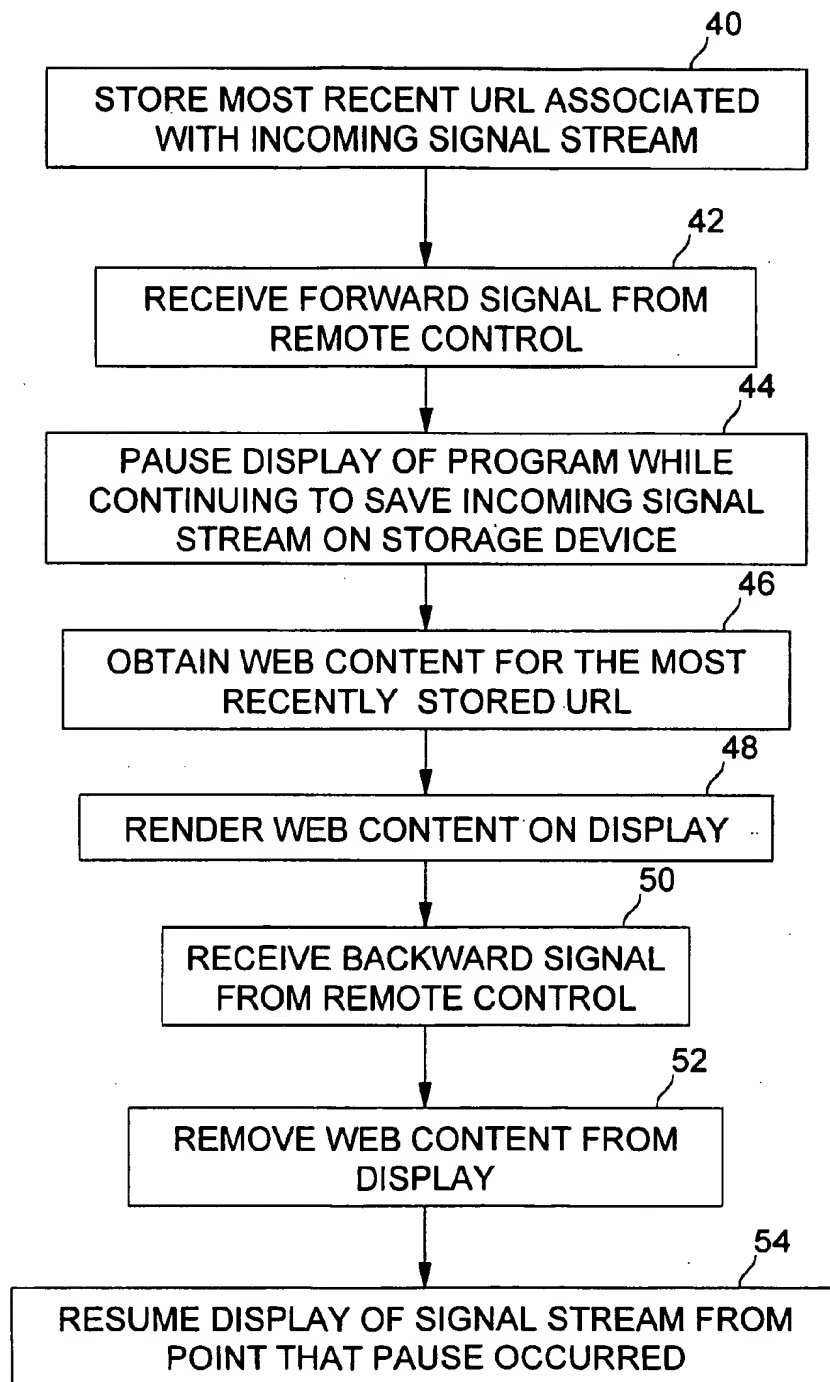 40
STORE MOST RECENT URL ASSOCIATED
WITH INCOMING SIGNAL STREAM
42
RECEIVE FORWARD SIGNAL FROM
REMOTE CONTROL
44
PAUSE DISPLAY OF PROGRAM WHILE
CONTINUING TO SAVE INCOMING SIGNAL
STREAM ON STORAGE DEVICE
46
OBTAIN WEB CONTENT FOR THE MOST
RECENTLY STORED URL
48
RENDER WEB CONTENT ON DISPLAY
50
RECEIVE BACKWARD SIGNAL
FROM REMOTE CONTROL
52
REMOVE WEB CONTENT FROM
DISPLAY
54
RESUME DISPLAY OF SIGNAL STREAM FROM
POINT THAT PAUSE OCCURRED